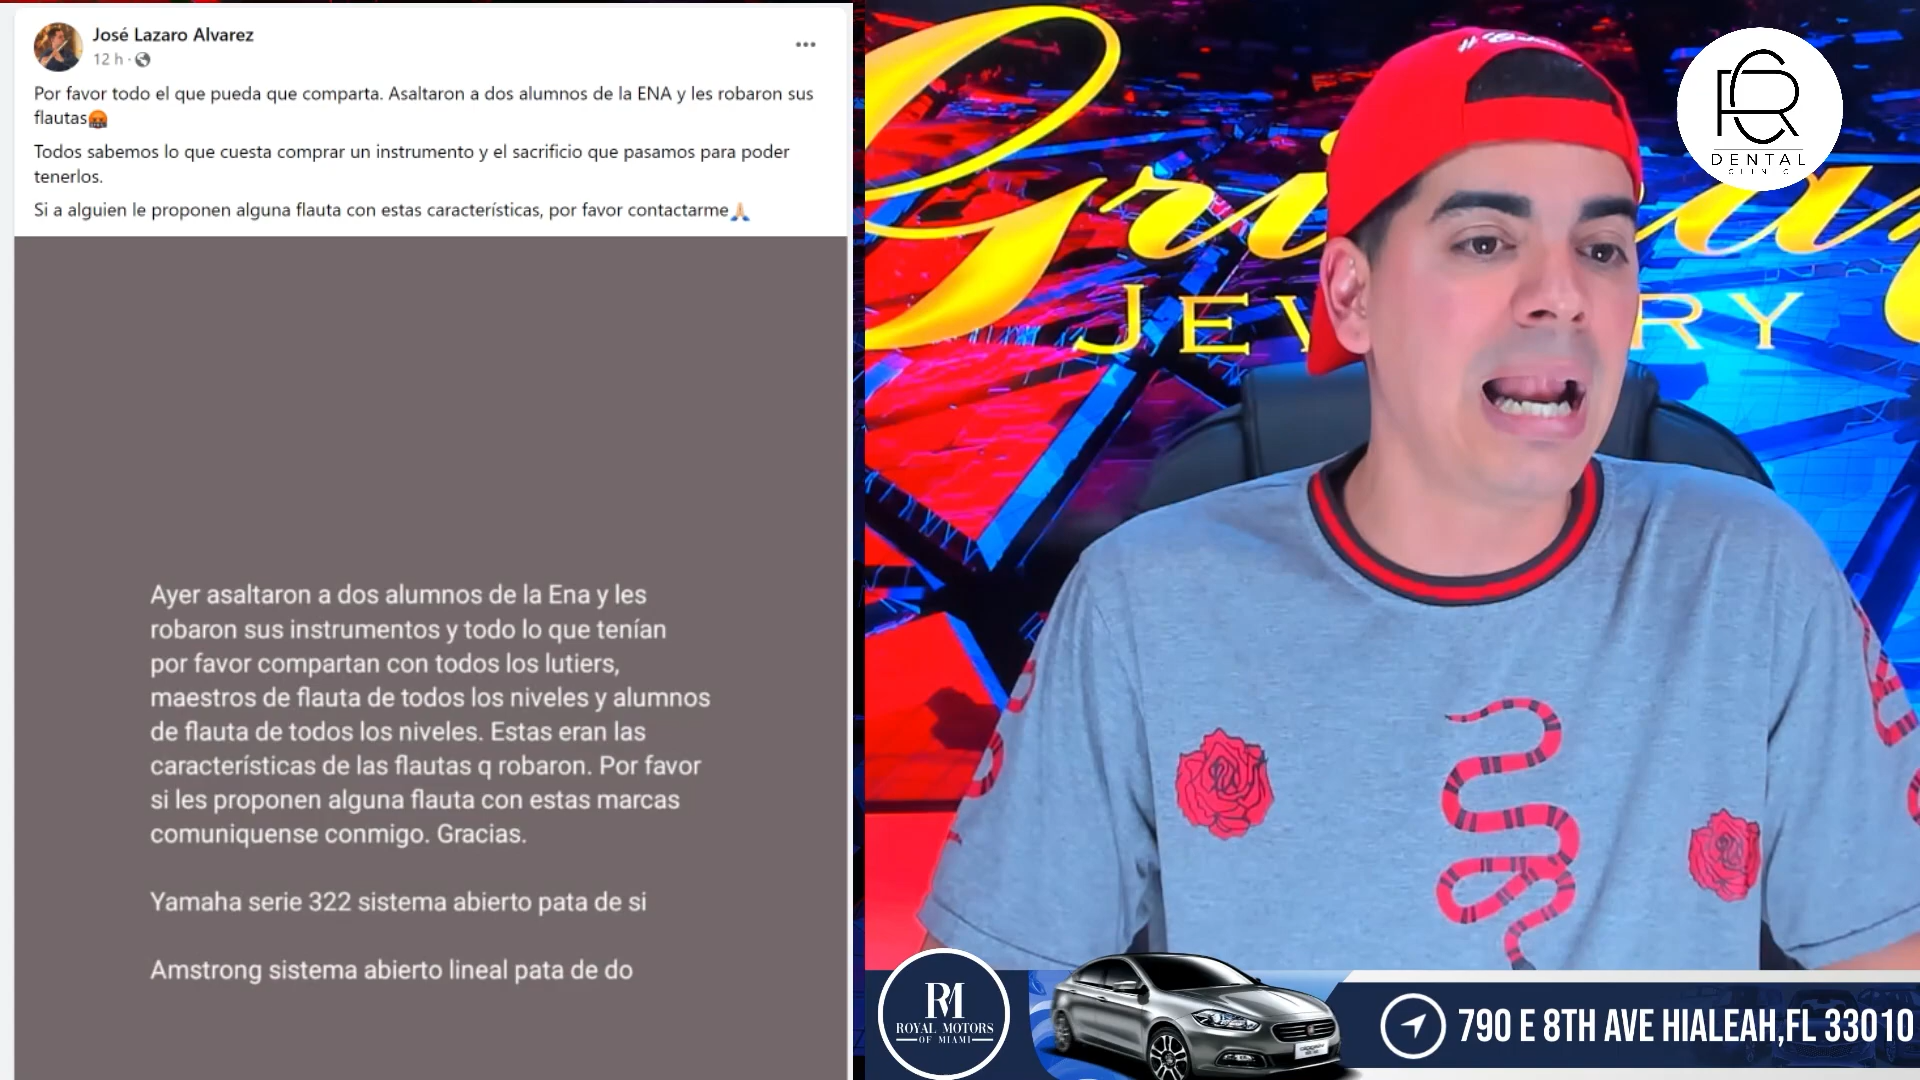 José Lazaro Alvarez
12 h ·
Por favor todo el que pueda que comparta. Asaltaron a dos alumnos de la ENA y les robaron sus
flautas🤬
Todos sabemos lo que cuesta comprar un instrumento y el sacrificio que pasamos para poder
tenerlos.
Si a alguien le proponen alguna flauta con estas características, por favor contactarme🙏🏻
Ayer asaltaron a dos alumnos de la Ena y les
robaron sus instrumentos y todo lo que tenían
por favor compartan con todos los lutiers,
maestros de flauta de todos los niveles y alumnos
de flauta de todos los niveles. Estas eran las
características de las flautas q robaron. Por favor
si les proponen alguna flauta con estas marcas
comuniquense conmigo. Gracias.
Yamaha serie 322 sistema abierto pata de si
Amstrong sistema abierto lineal pata de do
DENTAL
CLINIC
RM
ROYAL MOTORS
OF MIAMI
790 E 8TH AVE HIALEAH,FL 33010